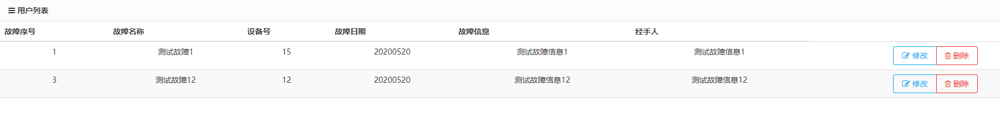 用户列表
故障序号 故障名称 设备号 故障日期 故障信息 经手人
1 测试故障1 15 20200520 测试故障信息1 测试故障信息1 修改 删除
3 测试故障12 12 20200520 测试故障信息12 测试故障信息12 修改 删除